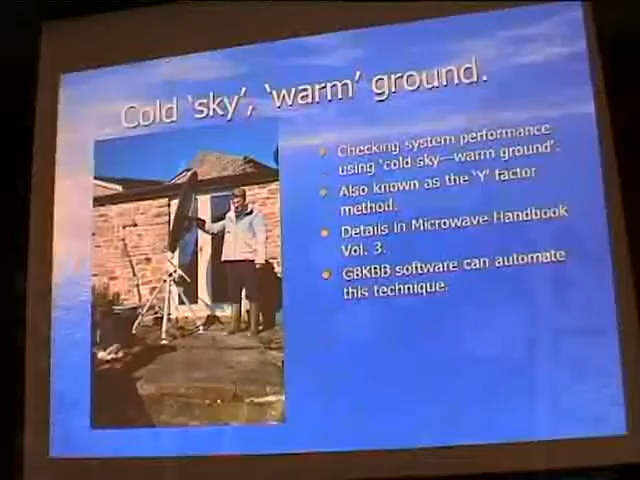 Cold 'sky', 'warm' ground.
Checking system performance
using 'cold sky—warm ground'.
Also known as the 'Y' factor
method.
Details in Microwave Handbook
Vol. 3.
G8KBB software can automate
this technique.